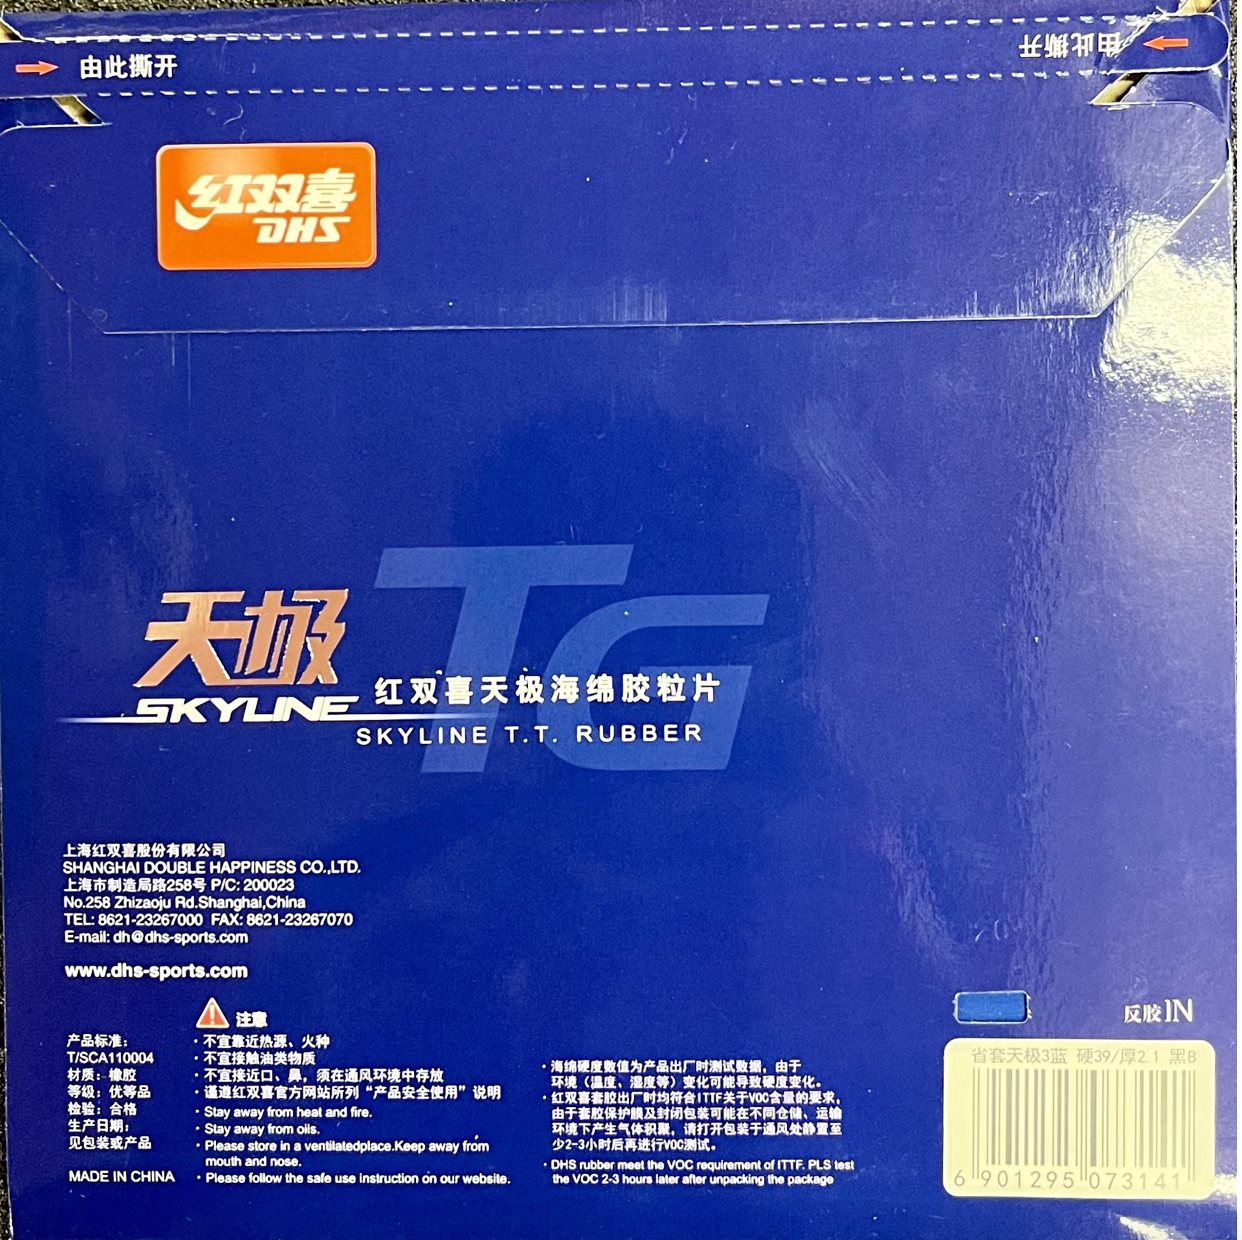 由此撕开
由此撕开
红双喜
DHS
TG
天极
SKYLINE
红双喜天极海绵胶粒片
SKYLINE T.T. RUBBER
上海红双喜股份有限公司
SHANGHAI DOUBLE HAPPINESS CO.,LTD.
上海市制造局路258号 P/C: 200023
No.258 Zhizaoju Rd.Shanghai,China
TEL: 8621-23267000 FAX: 8621-23267070
E-mail: dh@dhs-sports.com
www.dhs-sports.com
产品标准:
T/SCA110004
材质: 橡胶
等级: 优等品
检验: 合格
生产日期:
见包装或产品
MADE IN CHINA
注意
· 不宜靠近热源、火种
· 不宜接触油类物质
· 不宜接近口、鼻，须在通风环境中存放
· 谨遵红双喜官方网站所列“产品安全使用”说明
· Stay away from heat and fire.
· Stay away from oils.
· Please store in a ventilatedplace.Keep away from
mouth and nose.
· Please follow the safe use instruction on our website.
· 海绵硬度数值为产品出厂时测试数据，由于
环境（温度、湿度等）变化可能导致硬度变化。
· 红双喜套胶出厂时均符合ITTF关于VOC含量的要求，
由于套胶保护膜及封闭包装可能在不同仓储、运输
环境下产生气体积聚，请打开包装于通风处静置至
少2-3小时后再进行VOC测试。
· DHS rubber meet the VOC requirement of ITTF. PLS test
the VOC 2-3 hours later after unpacking the package
反胶IN
省套天极3蓝 硬39/厚2.1 黑B
6 901295 073141